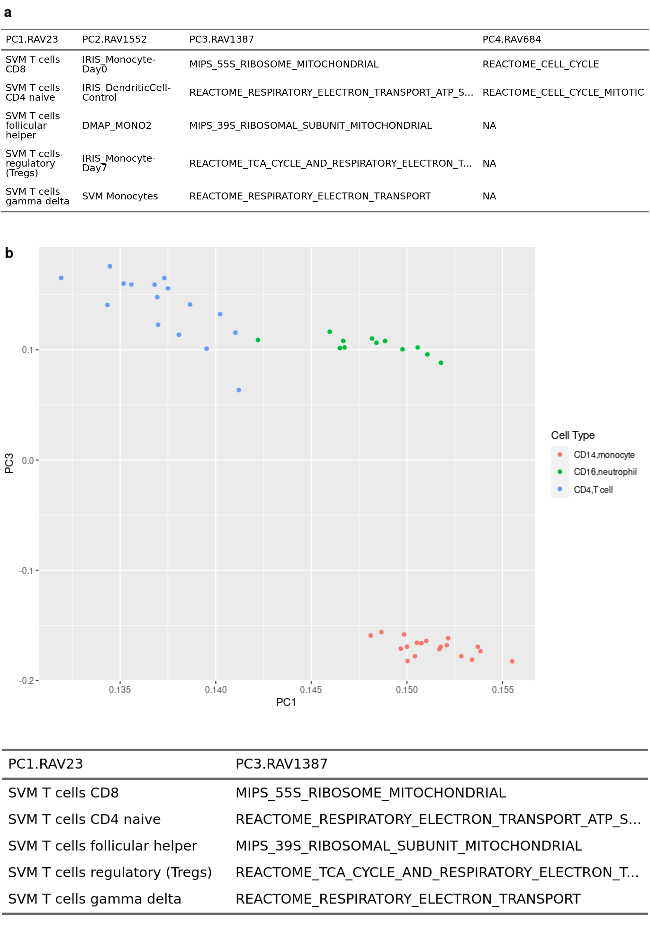 a
PC1.RAV23 PC2.RAV1552 PC3.RAV1387 PC4.RAV684
SVM T cells CD8 IRIS_Monocyte-Day0 MIPS_55S_RIBOSOME_MITOCHONDRIAL REACTOME_CELL_CYCLE
SVM T cells CD4 naive IRIS_DendriticCell-Control REACTOME_RESPIRATORY_ELECTRON_TRANSPORT_ATP_S... REACTOME_CELL_CYCLE_MITOTIC
SVM T cells follicular helper DMAP_MONO2 MIPS_39S_RIBOSOMAL_SUBUNIT_MITOCHONDRIAL NA
SVM T cells regulatory (Tregs) IRIS_Monocyte-Day7 REACTOME_TCA_CYCLE_AND_RESPIRATORY_ELECTRON_T... NA
SVM T cells gamma delta SVM Monocytes REACTOME_RESPIRATORY_ELECTRON_TRANSPORT NA
b
0.1
0.0
-0.1
-0.2
PC3
0.135 0.140 0.145 0.150 0.155
PC1
Cell Type
CD14,monocyte
CD16,neutrophil
CD4,T cell
PC1.RAV23 PC3.RAV1387
SVM T cells CD8 MIPS_55S_RIBOSOME_MITOCHONDRIAL
SVM T cells CD4 naive REACTOME_RESPIRATORY_ELECTRON_TRANSPORT_ATP_S...
SVM T cells follicular helper MIPS_39S_RIBOSOMAL_SUBUNIT_MITOCHONDRIAL
SVM T cells regulatory (Tregs) REACTOME_TCA_CYCLE_AND_RESPIRATORY_ELECTRON_T...
SVM T cells gamma delta REACTOME_RESPIRATORY_ELECTRON_TRANSPORT